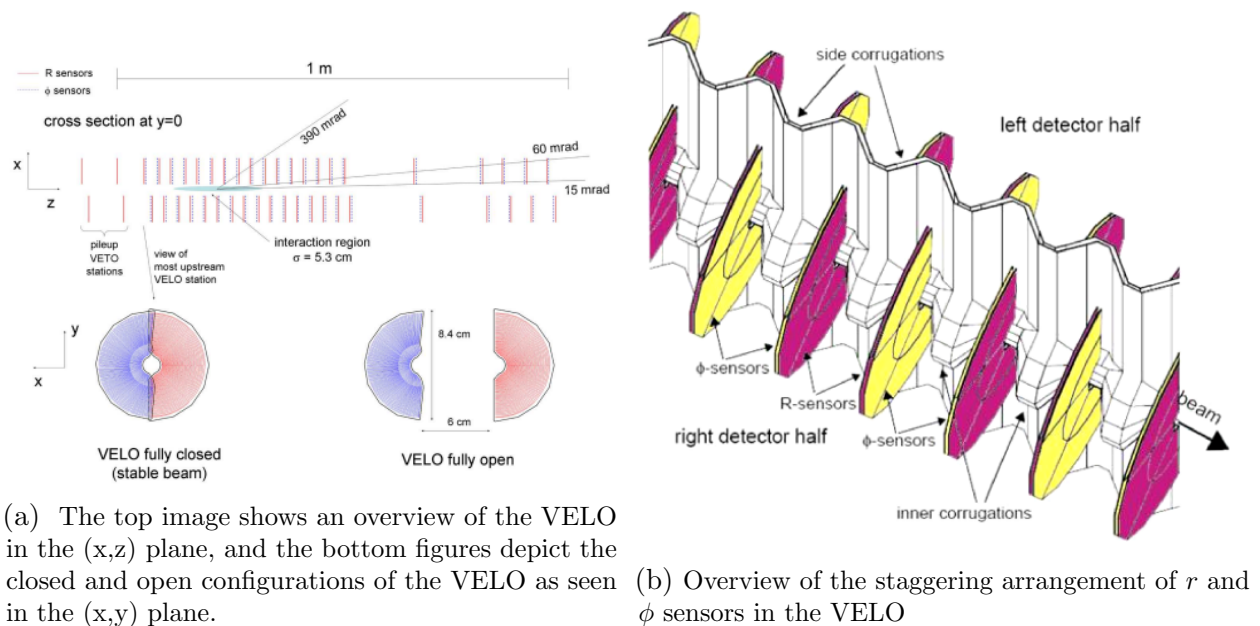 R sensors
ϕ sensors
1 m
cross section at y=0
390 mrad
60 mrad
15 mrad
x
z
pileup
VETO
stations
view of
most upstream
VELO station
interaction region
σ = 5.3 cm
y
x
8.4 cm
6 cm
VELO fully closed
(stable beam)
VELO fully open
(a) The top image shows an overview of the VELO
in the (x,z) plane, and the bottom figures depict the
closed and open configurations of the VELO as seen
in the (x,y) plane.
side corrugations
left detector half
ϕ-sensors
R-sensors
ϕ-sensors
right detector half
beam
inner corrugations
(b) Overview of the staggering arrangement of r and
ϕ sensors in the VELO